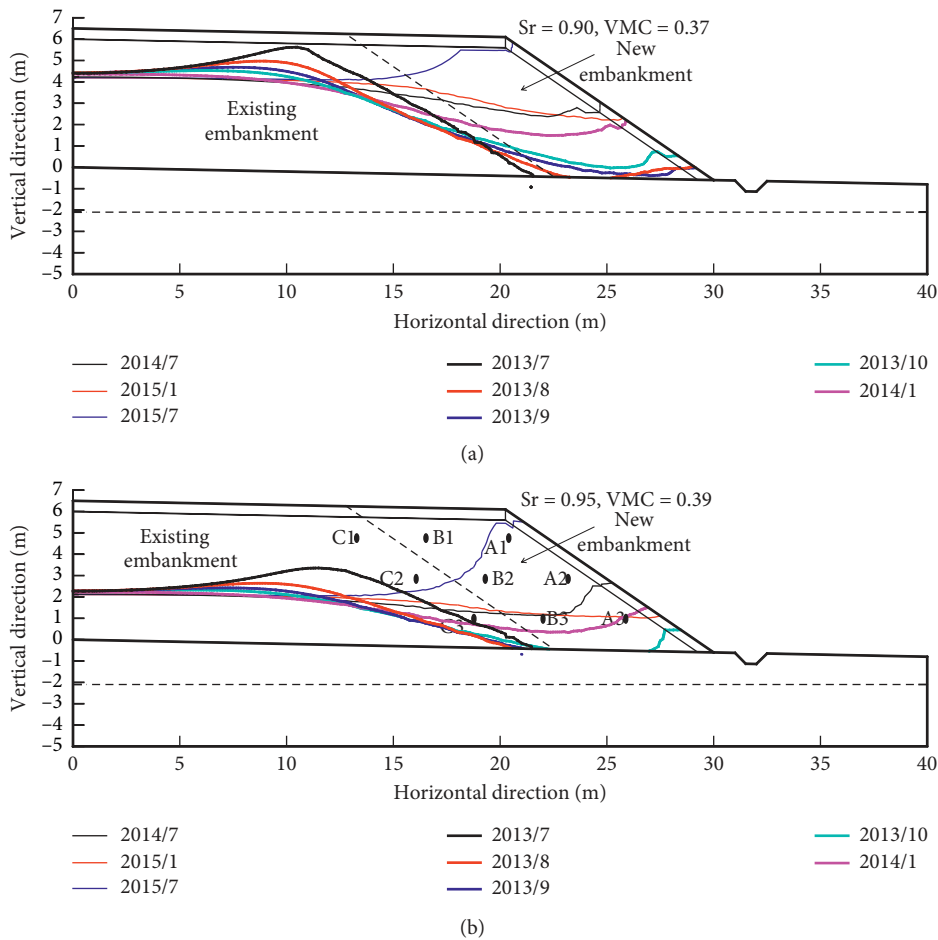 7
6
5
4
3
2
1
0
−1
−2
−3
−4
−5
Vertical direction (m)
Sr = 0.90, VMC = 0.37
New
embankment
Existing
embankment
0 5 10 15 20 25 30 35 40
Horizontal direction (m)
2014/7 2013/7 2013/10
2015/1 2013/8 2014/1
2015/7 2013/9
(a)
7
6
5
4
3
2
1
0
−1
−2
−3
−4
−5
Vertical direction (m)
Sr = 0.95, VMC = 0.39
New
embankment
Existing
embankment
C1 B1 A1
C2 B2 A2
C3 B3 A3
0 5 10 15 20 25 30 35 40
Horizontal direction (m)
2014/7 2013/7 2013/10
2015/1 2013/8 2014/1
2015/7 2013/9
(b)